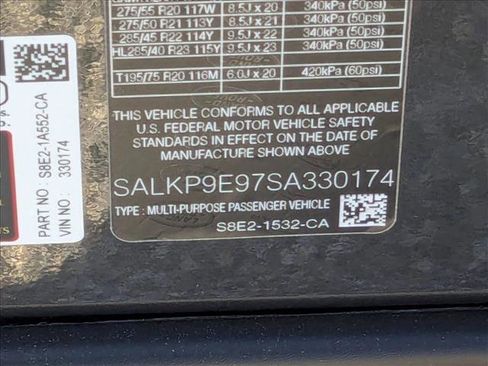 275/55 R20 117W 8.5J x 20 340kPa (50psi)
275/50 R21 113Y 8.5J x 21 340kPa (50psi)
285/45 R22 114Y 9.5J x 22 340kPa (50psi)
HL285/40 R23 115Y 9.5J x 23 340kPa (50psi)
T195/75 R20 116M 6.0J x 20 420kPa (60psi)
THIS VEHICLE CONFORMS TO ALL APPLICABLE
U.S. FEDERAL MOTOR VEHICLE SAFETY
STANDARDS IN EFFECT ON THE DATE OF
MANUFACTURE SHOWN ABOVE
SALKP9E97SA330174
TYPE : MULTI-PURPOSE PASSENGER VEHICLE
S8E2-1532-CA
PART NO : S8E2-1A552-CA
VIN NO : 330174